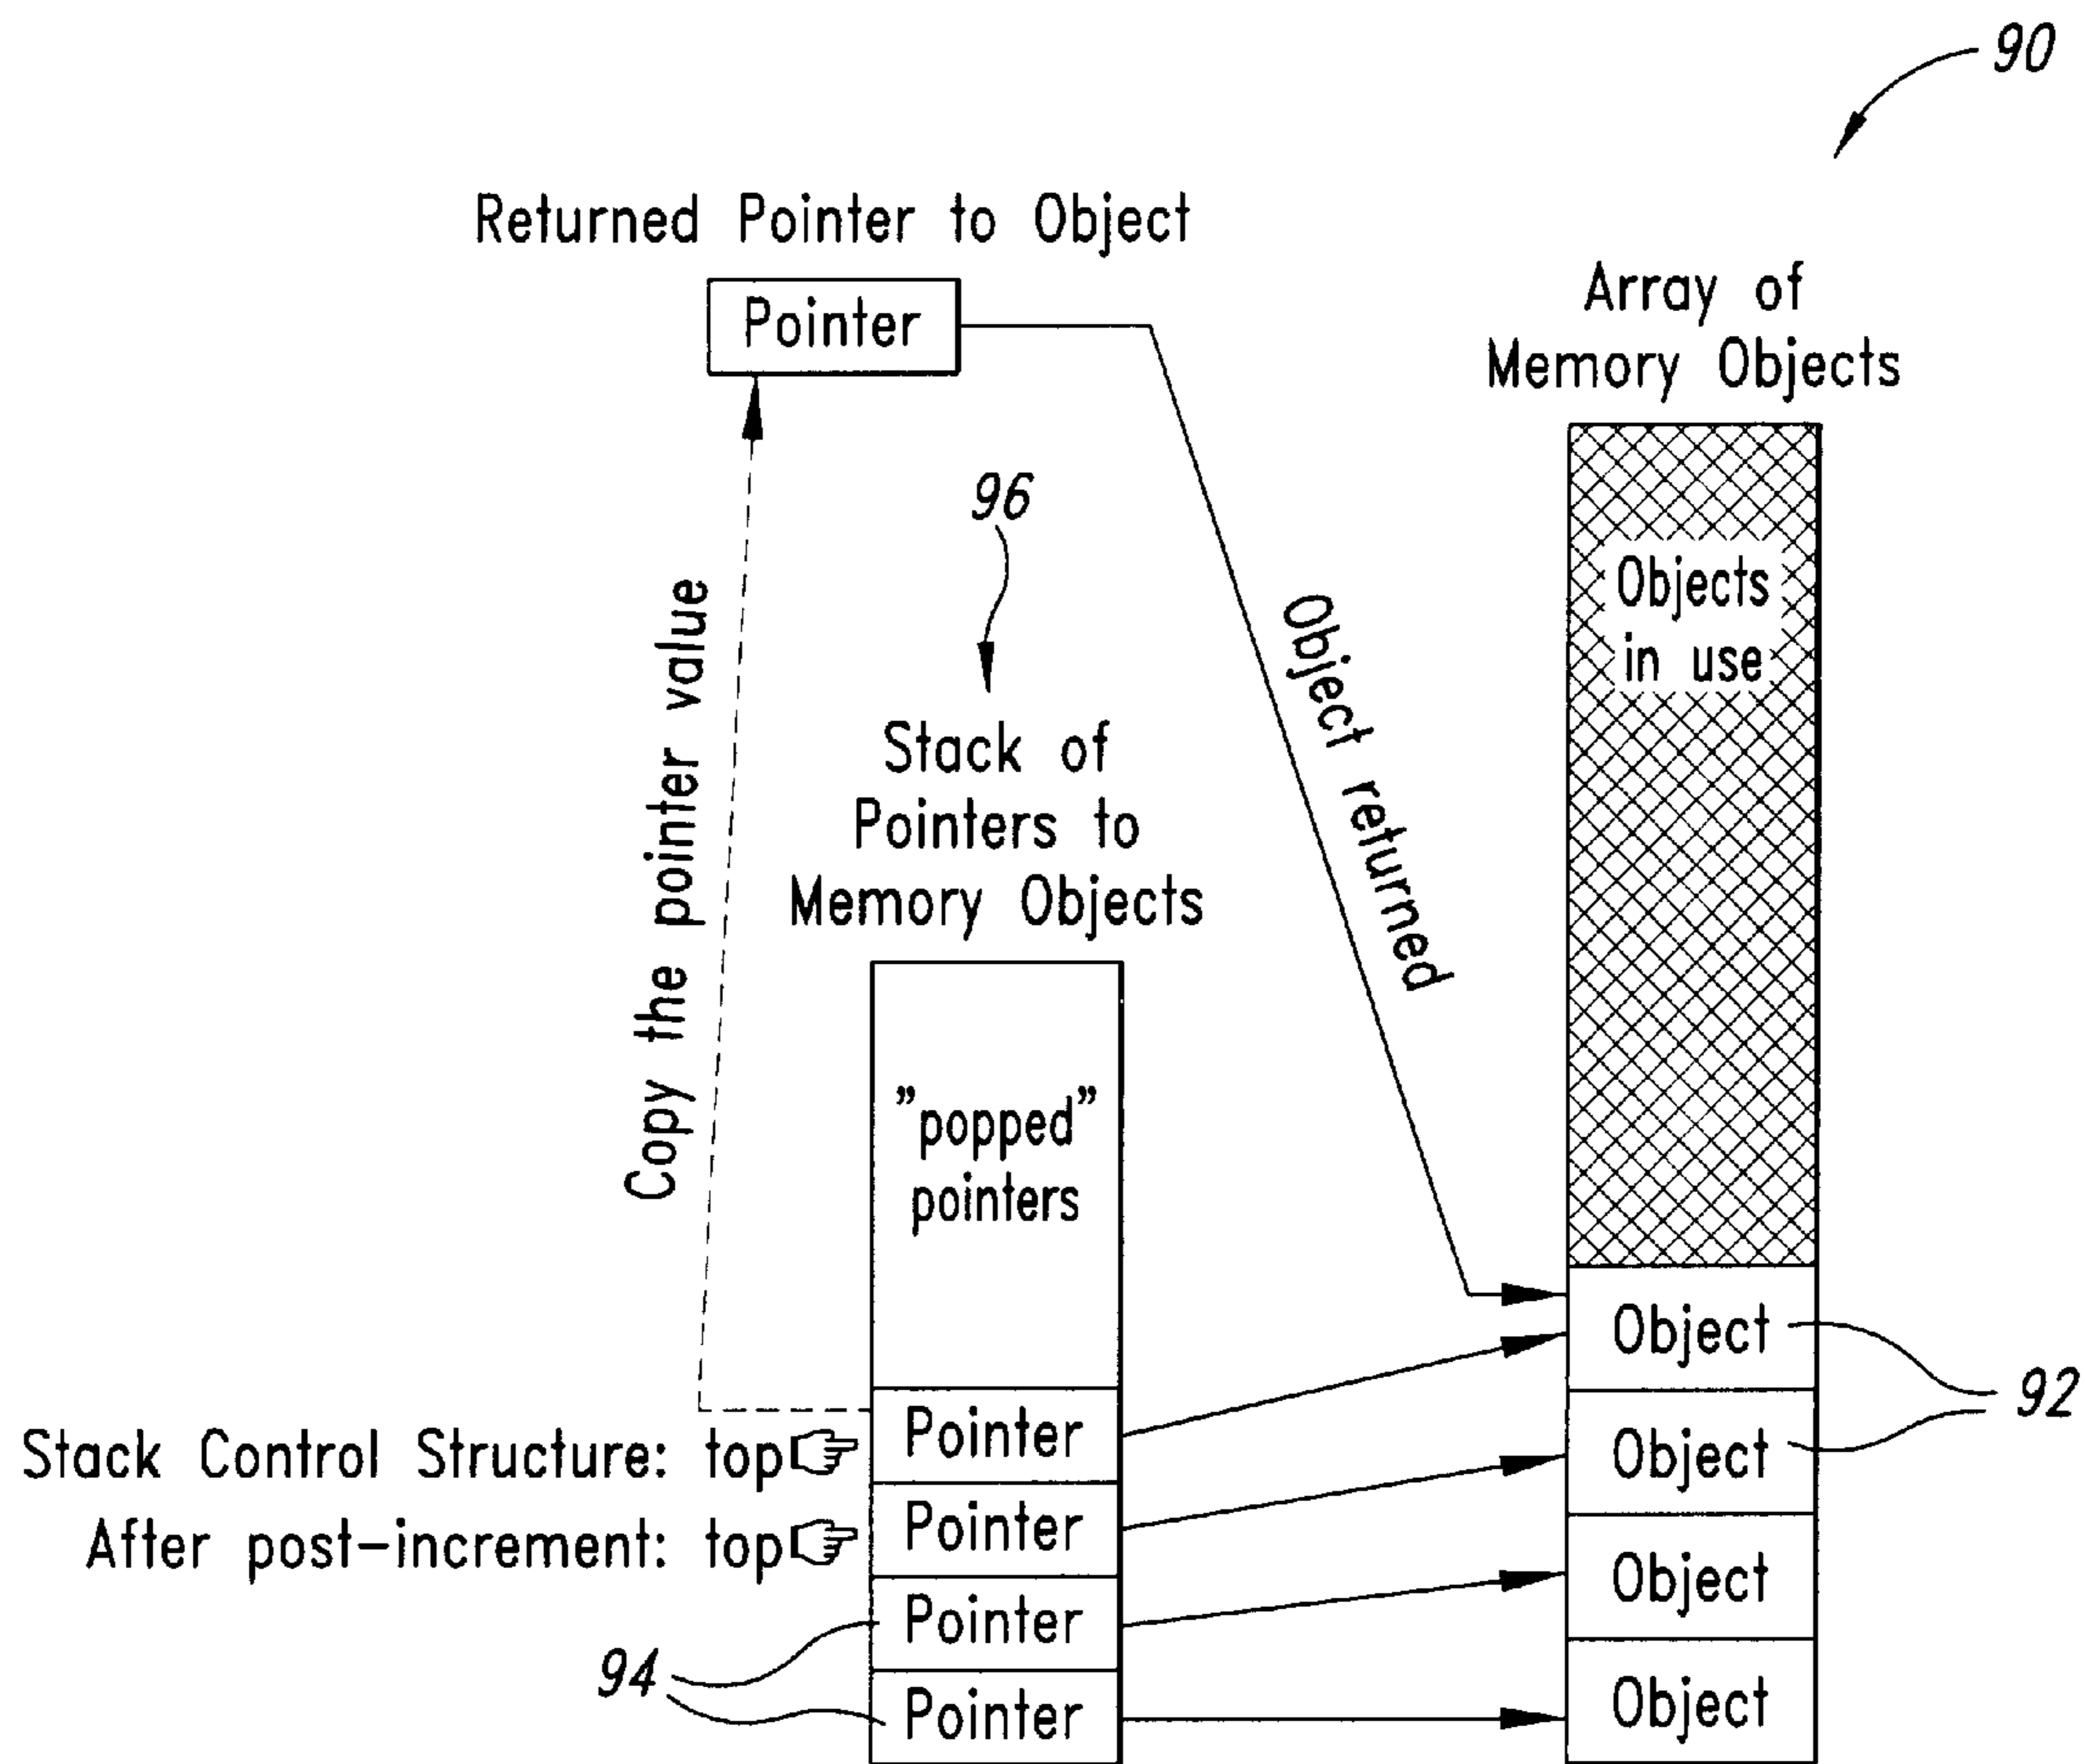 90
Returned Pointer to Object
Pointer
Array of
Memory Objects
Objects
in use
96
Copy the pointer value
Object returned
Stack of
Pointers to
Memory Objects
"popped"
pointers
Object
Object
Object
Object
92
Stack Control Structure: top
After post-increment: top
Pointer
Pointer
Pointer
Pointer
94